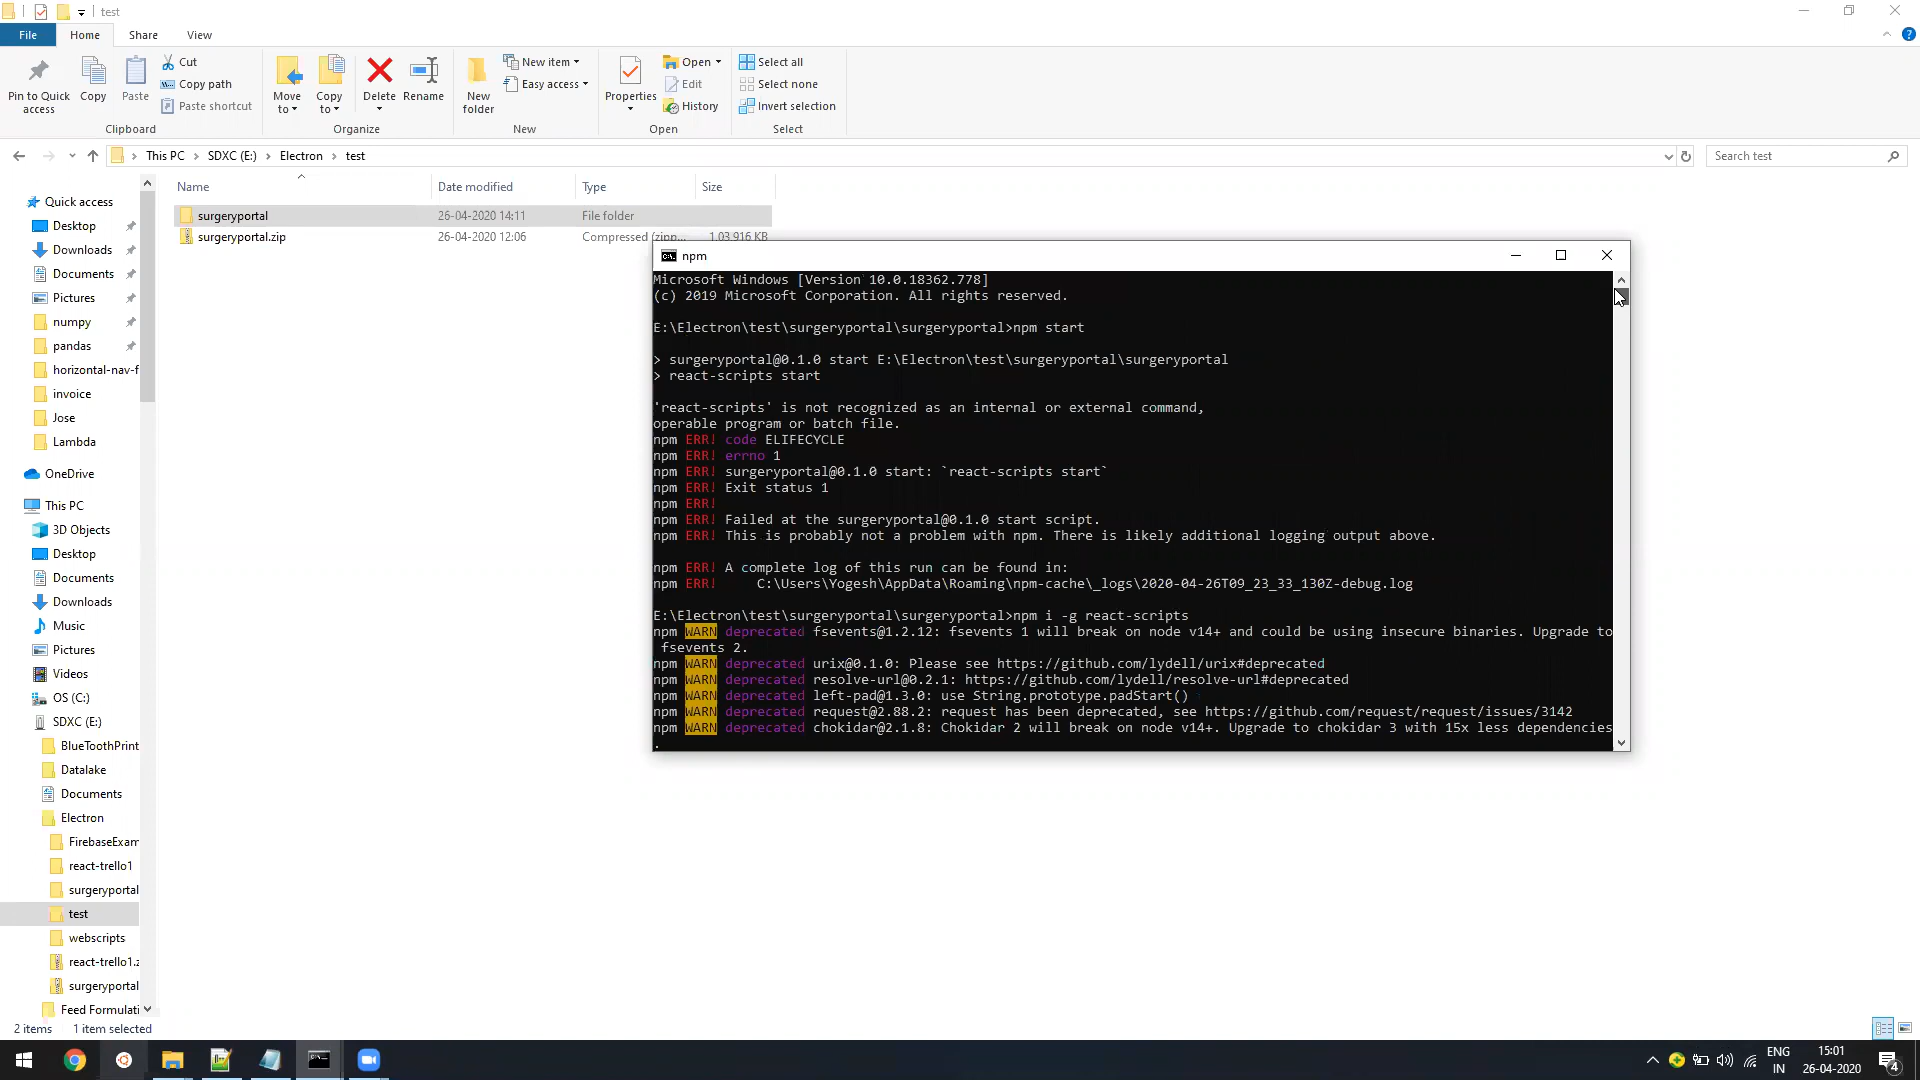 test
File
Home
Share
View
Pin to Quick access
Copy
Paste
Cut
Copy path
Paste shortcut
Clipboard
Move to
Copy to
Delete
Rename
Organize
New folder
New item
Easy access
New
Properties
Open
Edit
History
Open
Select all
Select none
Invert selection
Select
This PC
SDXC (E:)
Electron
test
Search test
Name
Date modified
Type
Size
surgeryportal
26-04-2020 14:11
File folder
surgeryportal.zip
26-04-2020 12:06
Compressed (zipp...
1,03,916 KB
Quick access
Desktop
Downloads
Documents
Pictures
numpy
pandas
horizontal-nav-f
invoice
Jose
Lambda
OneDrive
This PC
3D Objects
Desktop
Documents
Downloads
Music
Pictures
Videos
OS (C:)
SDXC (E:)
BlueToothPrint
Datalake
Documents
Electron
FirebaseExam
react-trello1
surgeryportal
test
webscripts
react-trello1.z
surgeryportal
Feed Formulati
2 items
1 item selected
npm
Microsoft Windows [Version 10.0.18362.778]
(c) 2019 Microsoft Corporation. All rights reserved.
E:\Electron\test\surgeryportal\surgeryportal>npm start
> surgeryportal@0.1.0 start E:\Electron\test\surgeryportal\surgeryportal
> react-scripts start
'react-scripts' is not recognized as an internal or external command,
operable program or batch file.
npm ERR! code ELIFECYCLE
npm ERR! errno 1
npm ERR! surgeryportal@0.1.0 start: `react-scripts start`
npm ERR! Exit status 1
npm ERR!
npm ERR! Failed at the surgeryportal@0.1.0 start script.
npm ERR! This is probably not a problem with npm. There is likely additional logging output above.
npm ERR! A complete log of this run can be found in:
npm ERR!     C:\Users\Yogesh\AppData\Roaming\npm-cache\_logs\2020-04-26T09_23_33_130Z-debug.log
E:\Electron\test\surgeryportal\surgeryportal>npm i -g react-scripts
npm WARN deprecated fsevents@1.2.12: fsevents 1 will break on node v14+ and could be using insecure binaries. Upgrade to
fsevents 2.
npm WARN deprecated urix@0.1.0: Please see https://github.com/lydell/urix#deprecated
npm WARN deprecated resolve-url@0.2.1: https://github.com/lydell/resolve-url#deprecated
npm WARN deprecated left-pad@1.3.0: use String.prototype.padStart()
npm WARN deprecated request@2.88.2: request has been deprecated, see https://github.com/request/request/issues/3142
npm WARN deprecated chokidar@2.1.8: Chokidar 2 will break on node v14+. Upgrade to chokidar 3 with 15x less dependencies
.
ENG
IN
15:01
26-04-2020
4